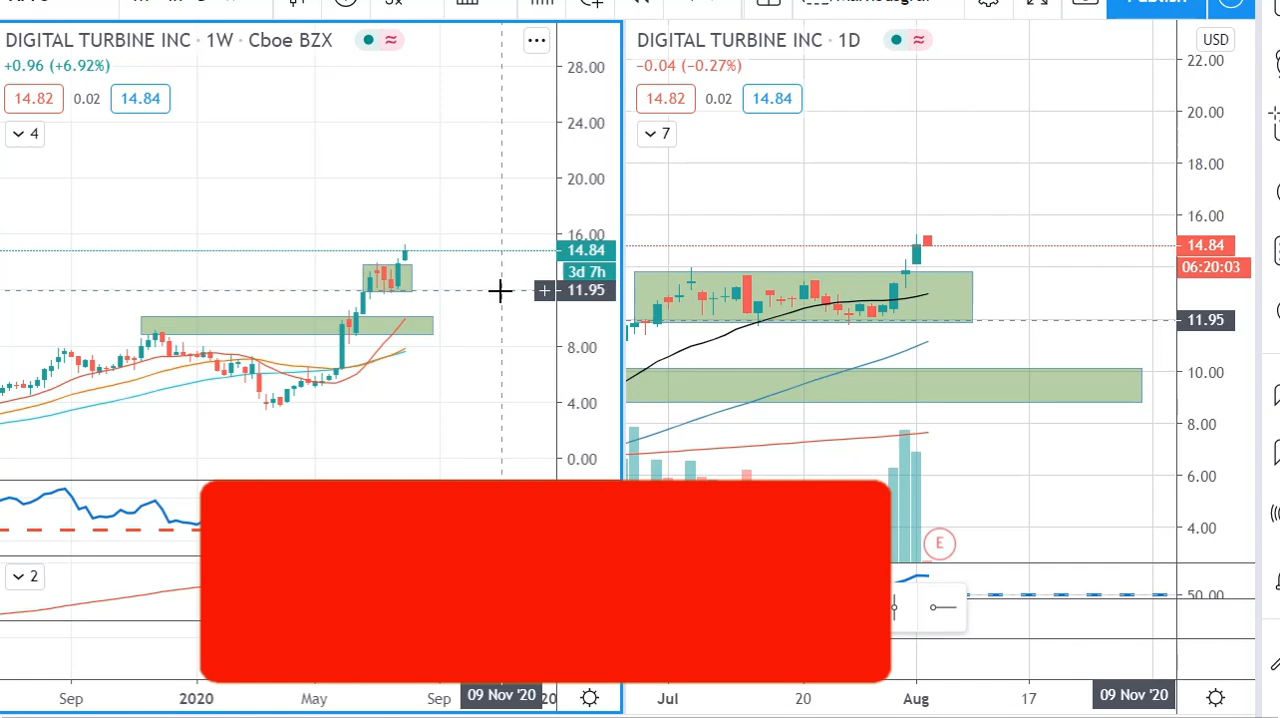 Publish
DIGITAL TURBINE INC · 1W · Cboe BZX
+0.96 (+6.92%)
14.82 0.02 14.84
4
28.00
24.00
20.00
16.00
14.84
3d 7h
11.95
8.00
4.00
0.00
2
Sep 2020 May Sep 09 Nov '20 20
DIGITAL TURBINE INC · 1D
USD
−0.04 (−0.27%)
14.82 0.02 14.84
7
22.00
20.00
18.00
16.00
14.84
06:20:03
11.95
10.00
8.00
6.00
4.00
E
50.00
Jul 20 Aug 17 09 Nov '20